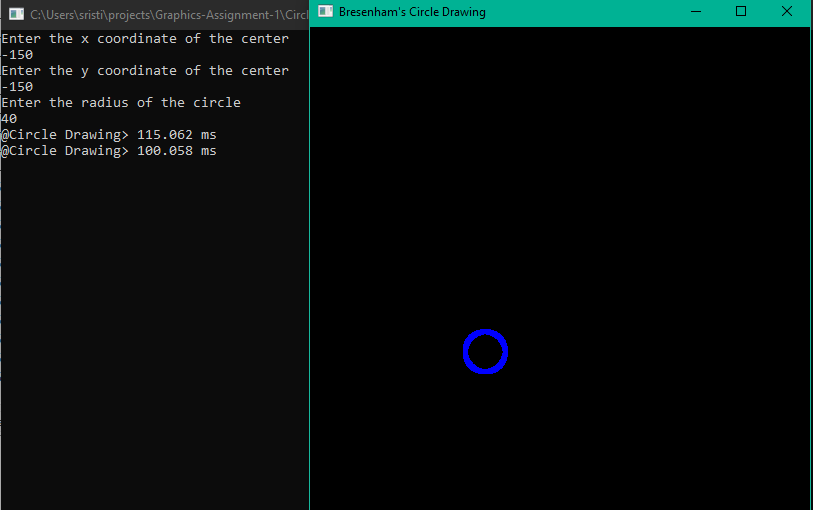 C:\Users\sristi\projects\Graphics-Assignment-1\Circl
Enter the x coordinate of the center
-150
Enter the y coordinate of the center
-150
Enter the radius of the circle
40
@Circle Drawing> 115.062 ms
@Circle Drawing> 100.058 ms
Bresenham's Circle Drawing